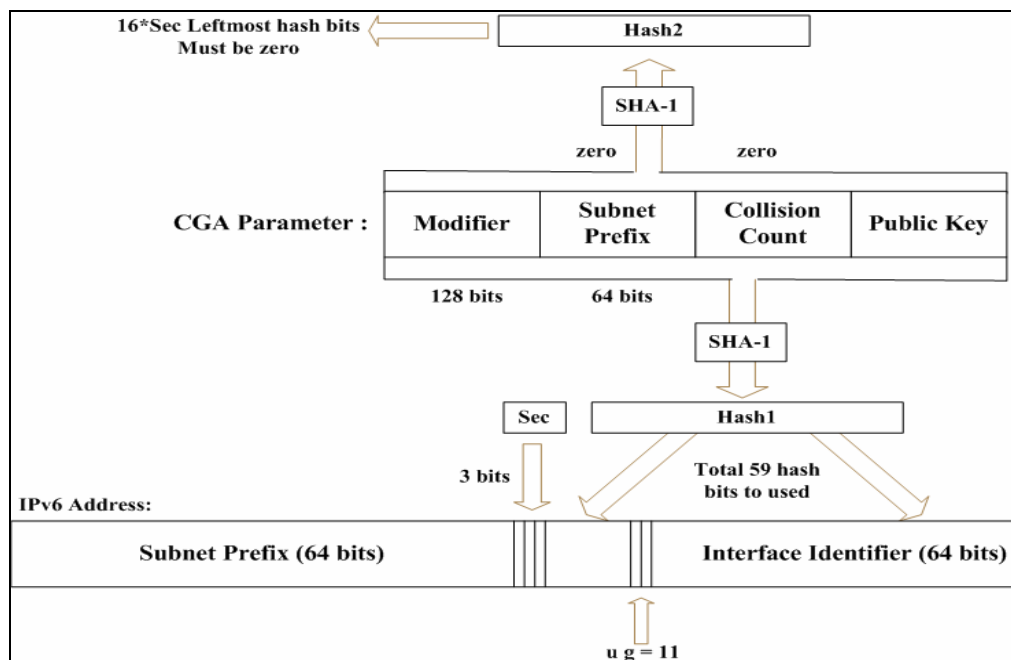 16*Sec Leftmost hash bits
Must be zero
Hash2
SHA-1
zero
zero
CGA Parameter :
Modifier
Subnet
Prefix
Collision
Count
Public Key
128 bits
64 bits
SHA-1
Sec
Hash1
3 bits
Total 59 hash
bits to used
IPv6 Address:
Subnet Prefix (64 bits)
Interface Identifier (64 bits)
u g = 11